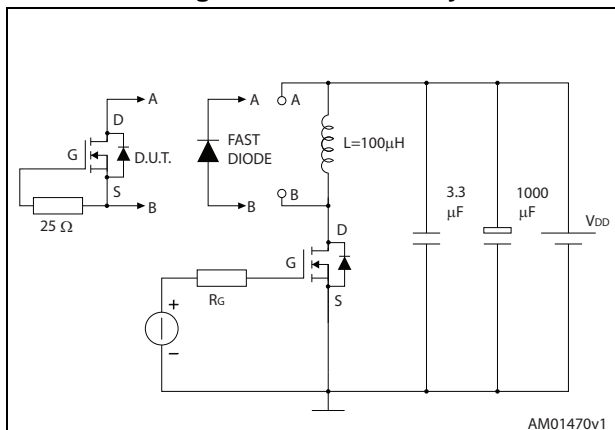 A
D
G
D.U.T.
S
B
25 Ω
A
FAST
DIODE
B
A
L=100µH
B
D
G
S
RG
+
–
3.3
µF
1000
µF
VDD
AM01470v1